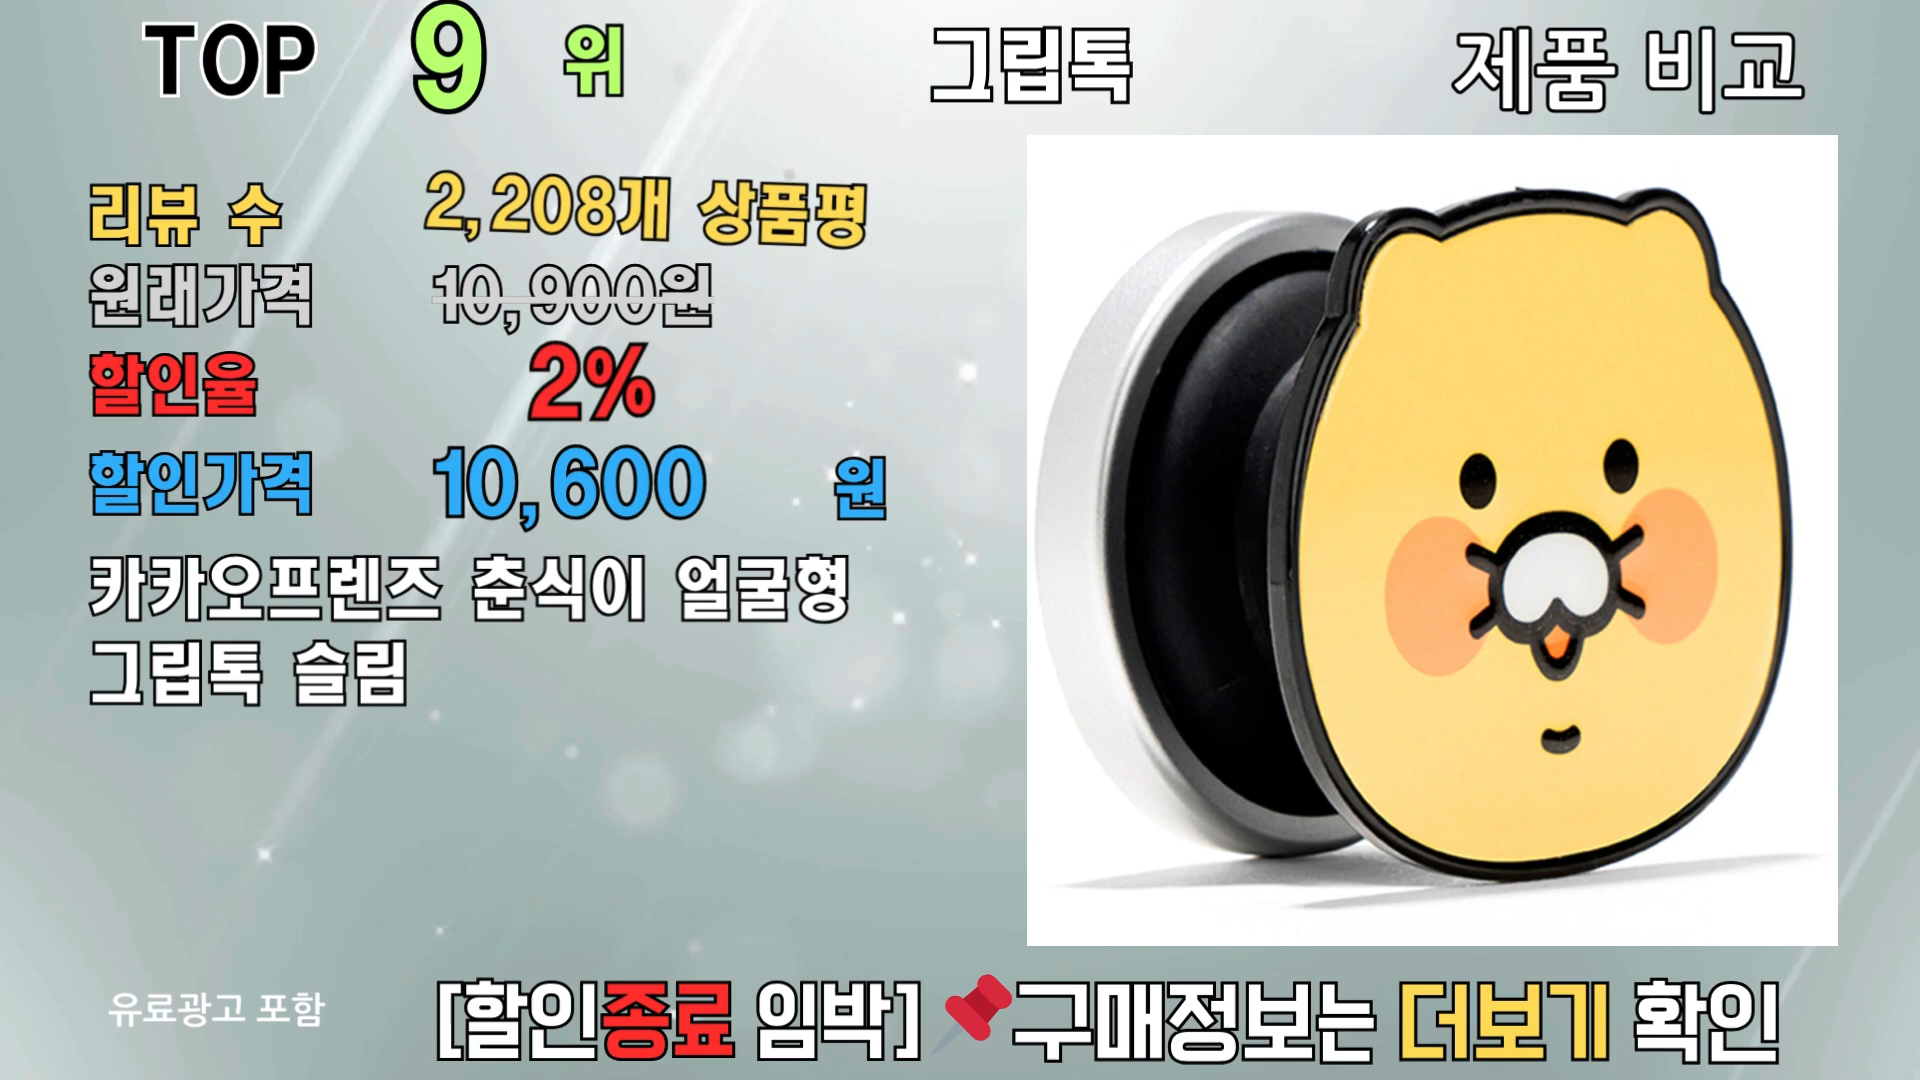 TOP 9 위 그립톡 제품 비교
리뷰 수 2,208개 상품평
원래가격 10,900원
할인율 2%
할인가격 10,600 원
카카오프렌즈 춘식이 얼굴형
그립톡 슬림
유료광고 포함
[할인종료 임박] 📌구매정보는 더보기 확인